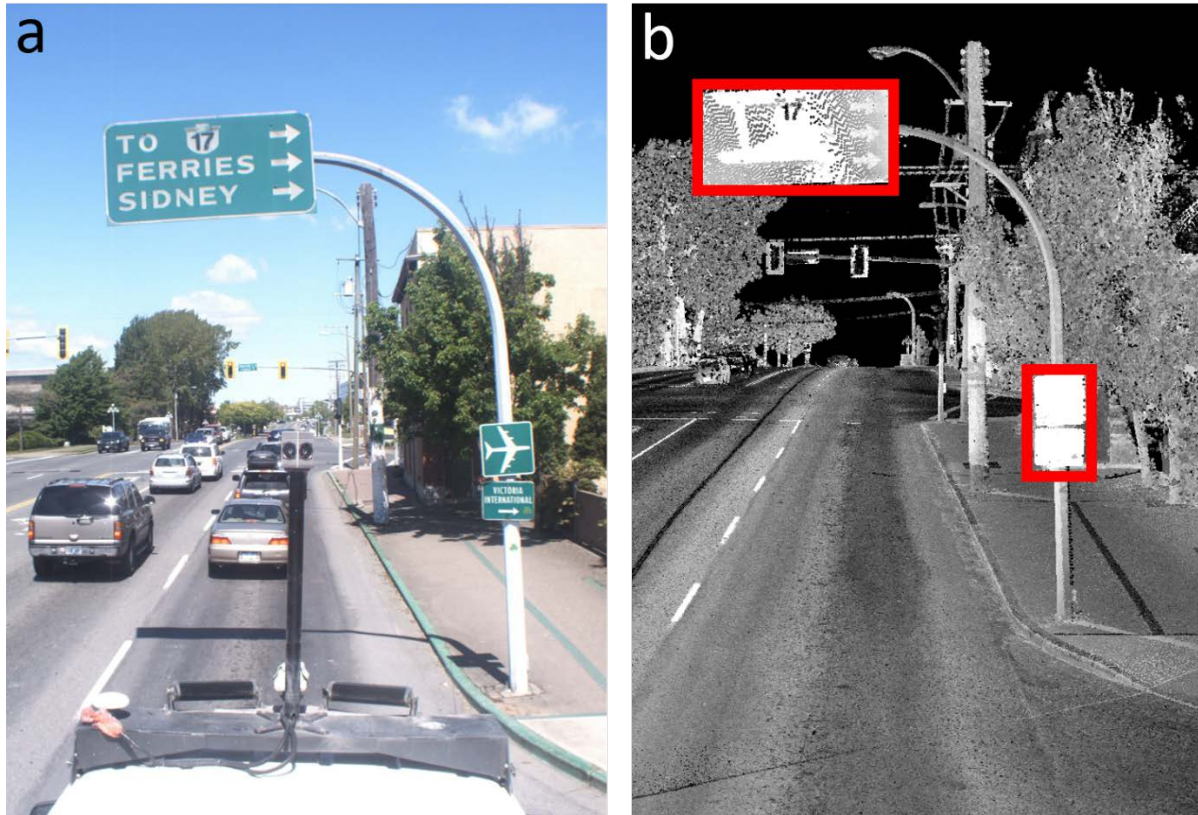 a
TO 17
FERRIES
SIDNEY
VICTORIA
INTERNATIONAL
b
17